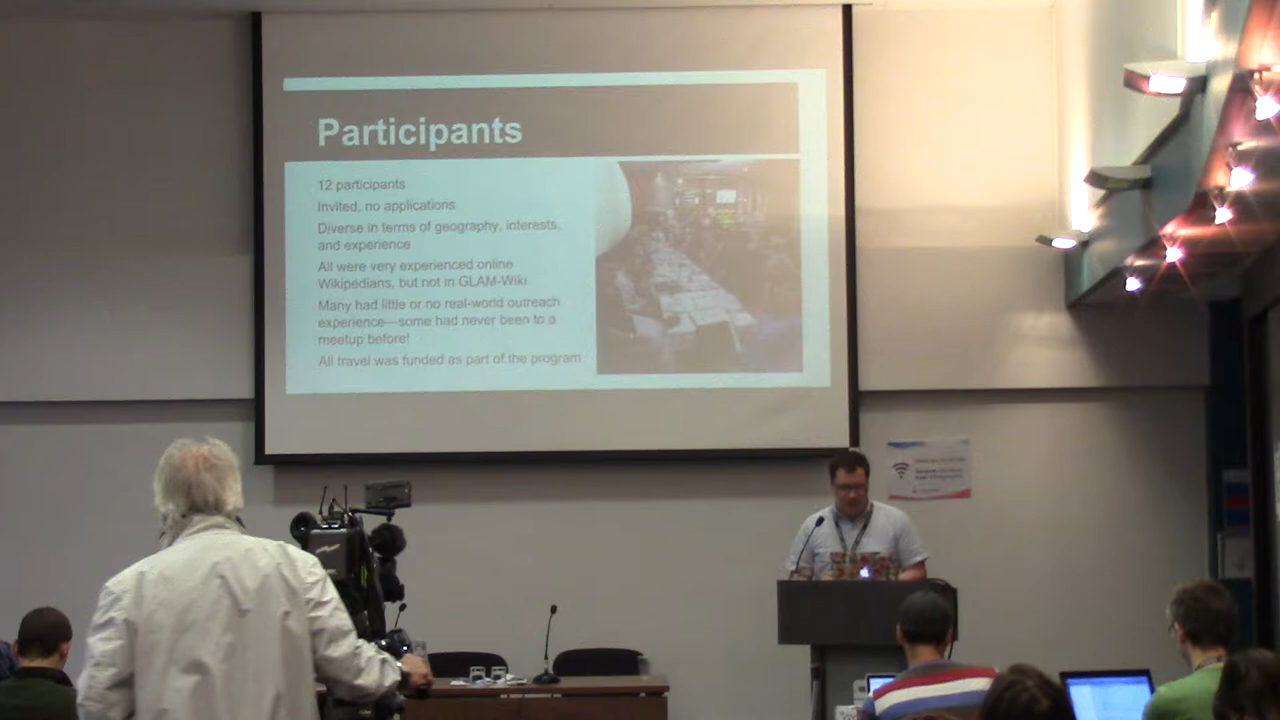 Participants
12 participants
Invited, no applications
Diverse in terms of geography, interests,
and experience
All were very experienced online
Wikipedians, but not in GLAM-Wiki
Many had little or no real-world outreach
experience—some had never been to a
meetup before!
All travel was funded as part of the program